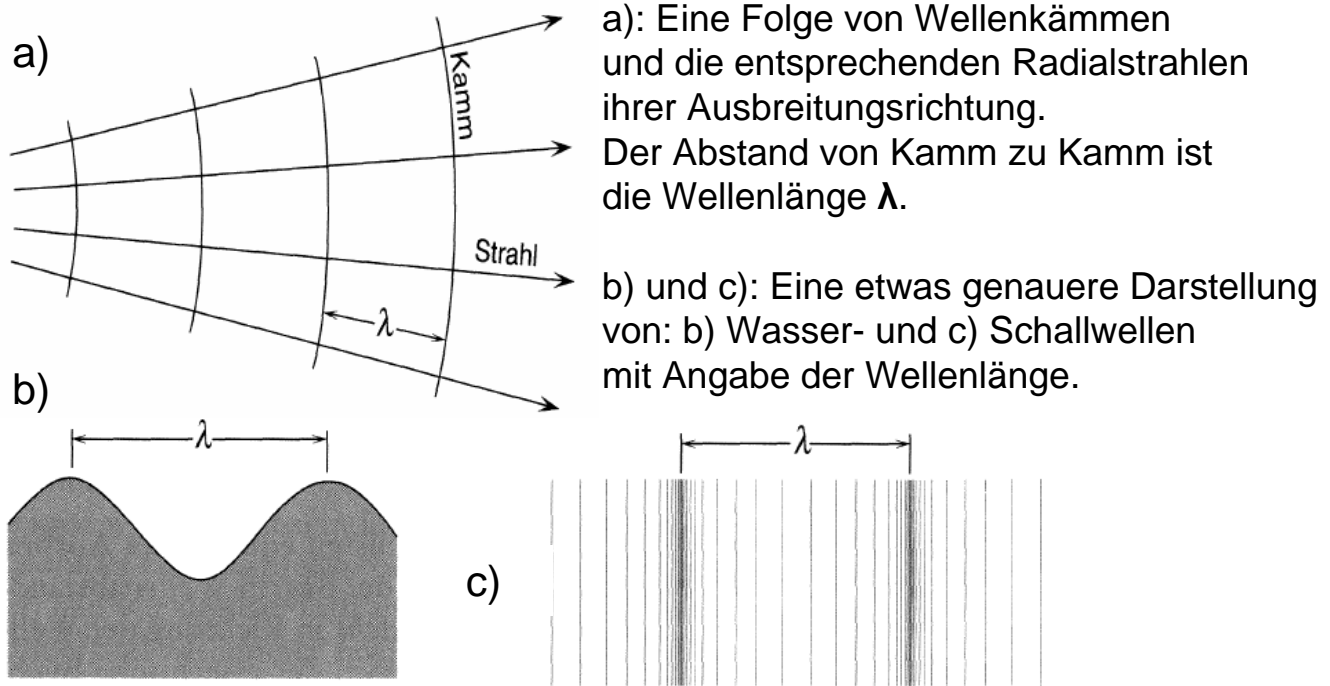 a)
Kamm
Strahl
λ
a): Eine Folge von Wellenkämmen
und die entsprechenden Radialstrahlen
ihrer Ausbreitungsrichtung.
Der Abstand von Kamm zu Kamm ist
die Wellenlänge λ.
b) und c): Eine etwas genauere Darstellung
von: b) Wasser- und c) Schallwellen
mit Angabe der Wellenlänge.
b)
λ
c)
λ